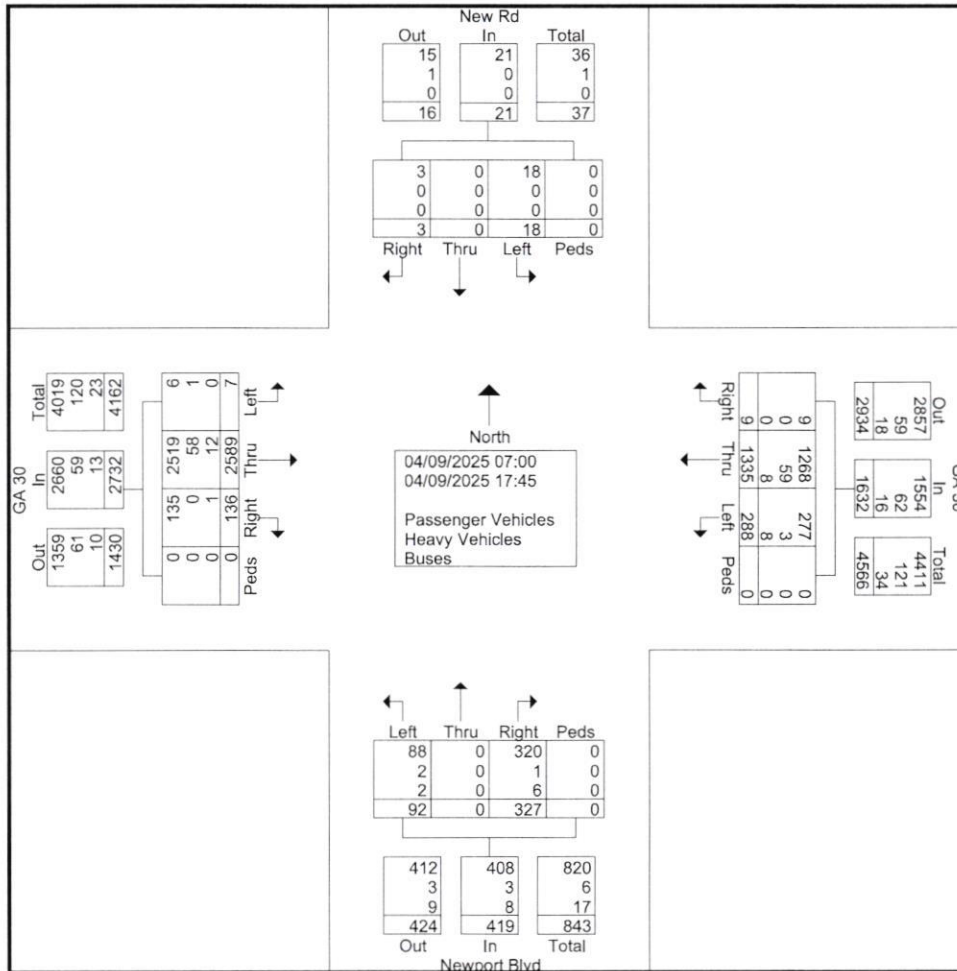 New Rd
Out In Total
15 21 36
1 0 1
0 0 0
16 21 37
3 0 18 0
0 0 0 0
0 0 0 0
3 0 18 0
Right Thru Left Peds
GA 30
Total In Out
4019 2660 1359
120 59 61
23 13 10
4162 2732 1430
Left Thru Right Peds
6 2519 135 0
1 58 0 0
0 12 1 0
7 2589 136 0
North
04/09/2025 07:00
04/09/2025 17:45
Passenger Vehicles
Heavy Vehicles
Buses
Right Thru Left Peds
9 1268 277 0
0 59 3 0
0 8 8 0
9 1335 288 0
Out In Total
2857 1554 4411
59 62 121
18 16 34
2934 1632 4566
Left Thru Right Peds
88 0 320 0
2 0 1 0
2 0 6 0
92 0 327 0
412 408 820
3 3 6
9 8 17
424 419 843
Out In Total
Newport Blvd